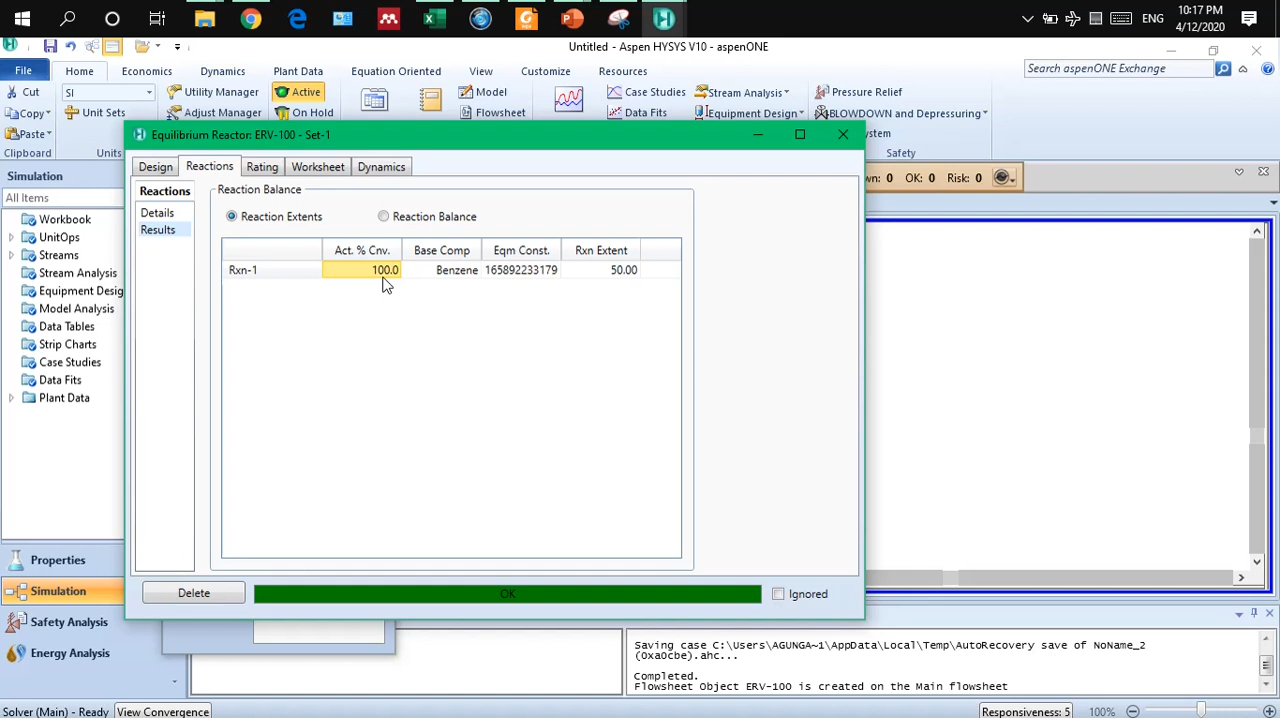 ENG
10:17 PM
4/12/2020
Untitled - Aspen HYSYS V10 - aspenONE
File
Home
Economics
Dynamics
Plant Data
Equation Oriented
View
Customize
Resources
Search aspenONE Exchange
Cut
SI
Utility Manager
Active
Model
Case Studies
Stream Analysis
Pressure Relief
Copy
Unit Sets
Adjust Manager
On Hold
Flowsheet
Data Fits
Equipment Design
BLOWDOWN and Depressuring
Paste
Clipboard
Units
Safety
Equilibrium Reactor: ERV-100 - Set-1
Simulation
All Items
OK: 0
Risk: 0
Design
Reactions
Rating
Worksheet
Dynamics
Reactions
Details
Results
Reaction Balance
Reaction Extents
Reaction Balance
Act. % Cnv.
Base Comp
Eqm Const.
Rxn Extent
Rxn-1
100.0
Benzene
165892233179
50.00
Workbook
UnitOps
Streams
Stream Analysis
Equipment Desig
Model Analysis
Data Tables
Strip Charts
Case Studies
Data Fits
Plant Data
Properties
Simulation
Safety Analysis
Energy Analysis
Delete
OK
Ignored
Saving case C:\Users\AGUNGA~1\AppData\Local\Temp\AutoRecovery save of NoName_2
(0xa0cbe).ahc...
Completed.
Flowsheet Object ERV-100 is created on the Main flowsheet
Solver (Main) - Ready
View Convergence
Responsiveness: 5
100%